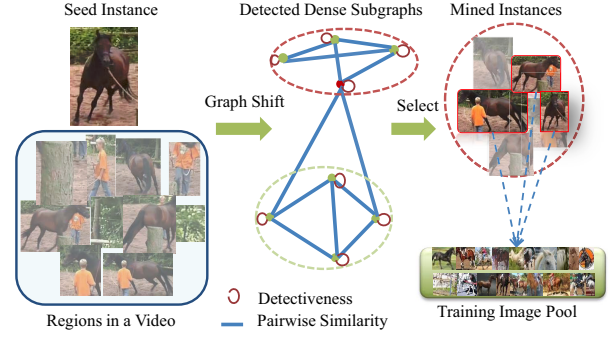 Seed Instance
Detected Dense Subgraphs
Mined Instances
Graph Shift
Select
Detectiveness
Pairwise Similarity
Regions in a Video
Training Image Pool